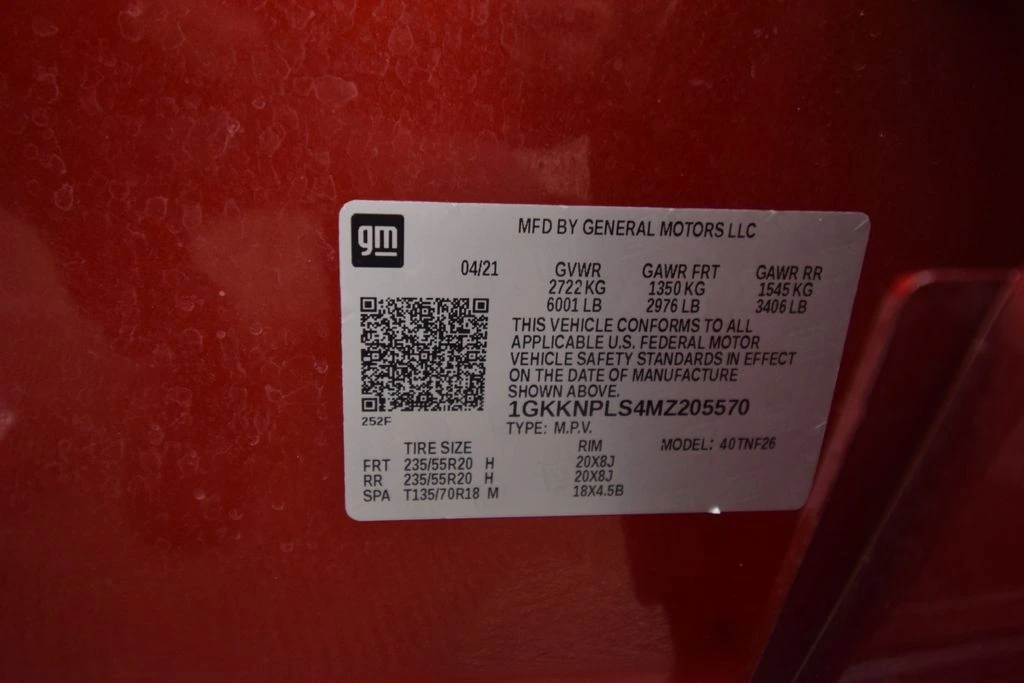 gm
MFD BY GENERAL MOTORS LLC
04/21 GVWR GAWR FRT GAWR RR
2722 KG 1350 KG 1545 KG
6001 LB 2976 LB 3406 LB
THIS VEHICLE CONFORMS TO ALL
APPLICABLE U.S. FEDERAL MOTOR
VEHICLE SAFETY STANDARDS IN EFFECT
ON THE DATE OF MANUFACTURE
SHOWN ABOVE.
1GKKNPLS4MZ205570
252F
TYPE: M.P.V.
TIRE SIZE RIM MODEL: 40TNF26
FRT 235/55R20 H 20X8J
RR 235/55R20 H 20X8J
SPA T135/70R18 M 18X4.5B